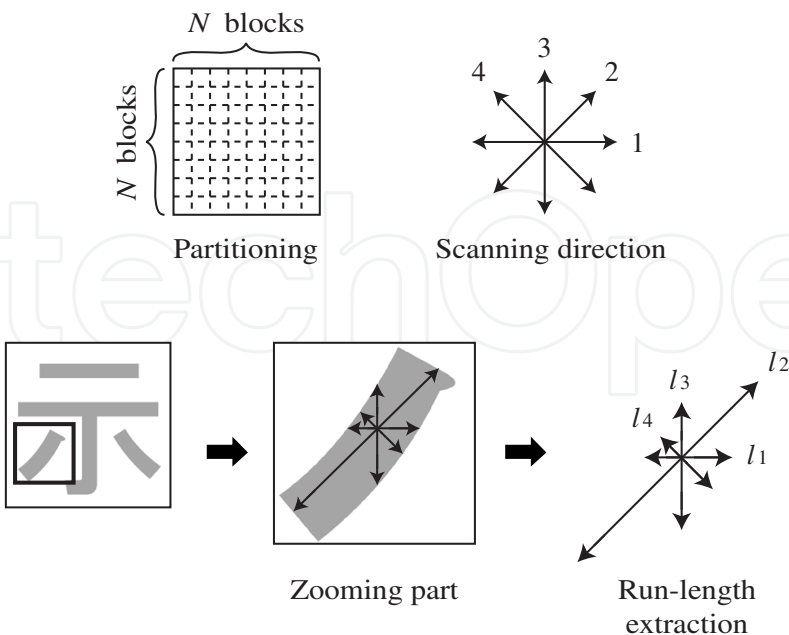 N blocks
N blocks
Partitioning
3
4
2
1
Scanning direction
techOpe
示
Zooming part
l2
l3
l4
l1
Run-length
extraction